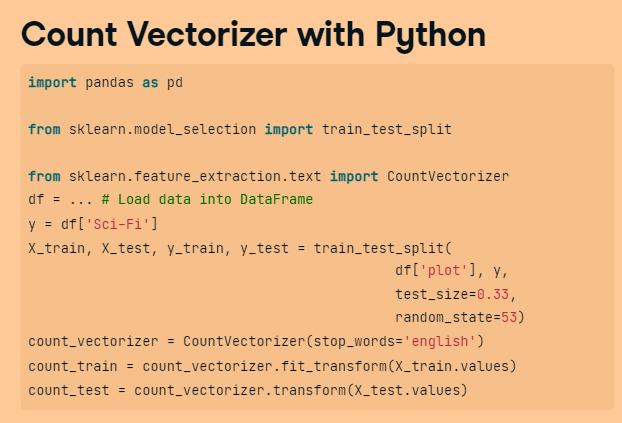 Count Vectorizer with Python
import pandas as pd
from sklearn.model_selection import train_test_split
from sklearn.feature_extraction.text import CountVectorizer
df = ... # Load data into DataFrame
y = df['Sci-Fi']
X_train, X_test, y_train, y_test = train_test_split(
df['plot'], y,
test_size=0.33,
random_state=53)
count_vectorizer = CountVectorizer(stop_words='english')
count_train = count_vectorizer.fit_transform(X_train.values)
count_test = count_vectorizer.transform(X_test.values)